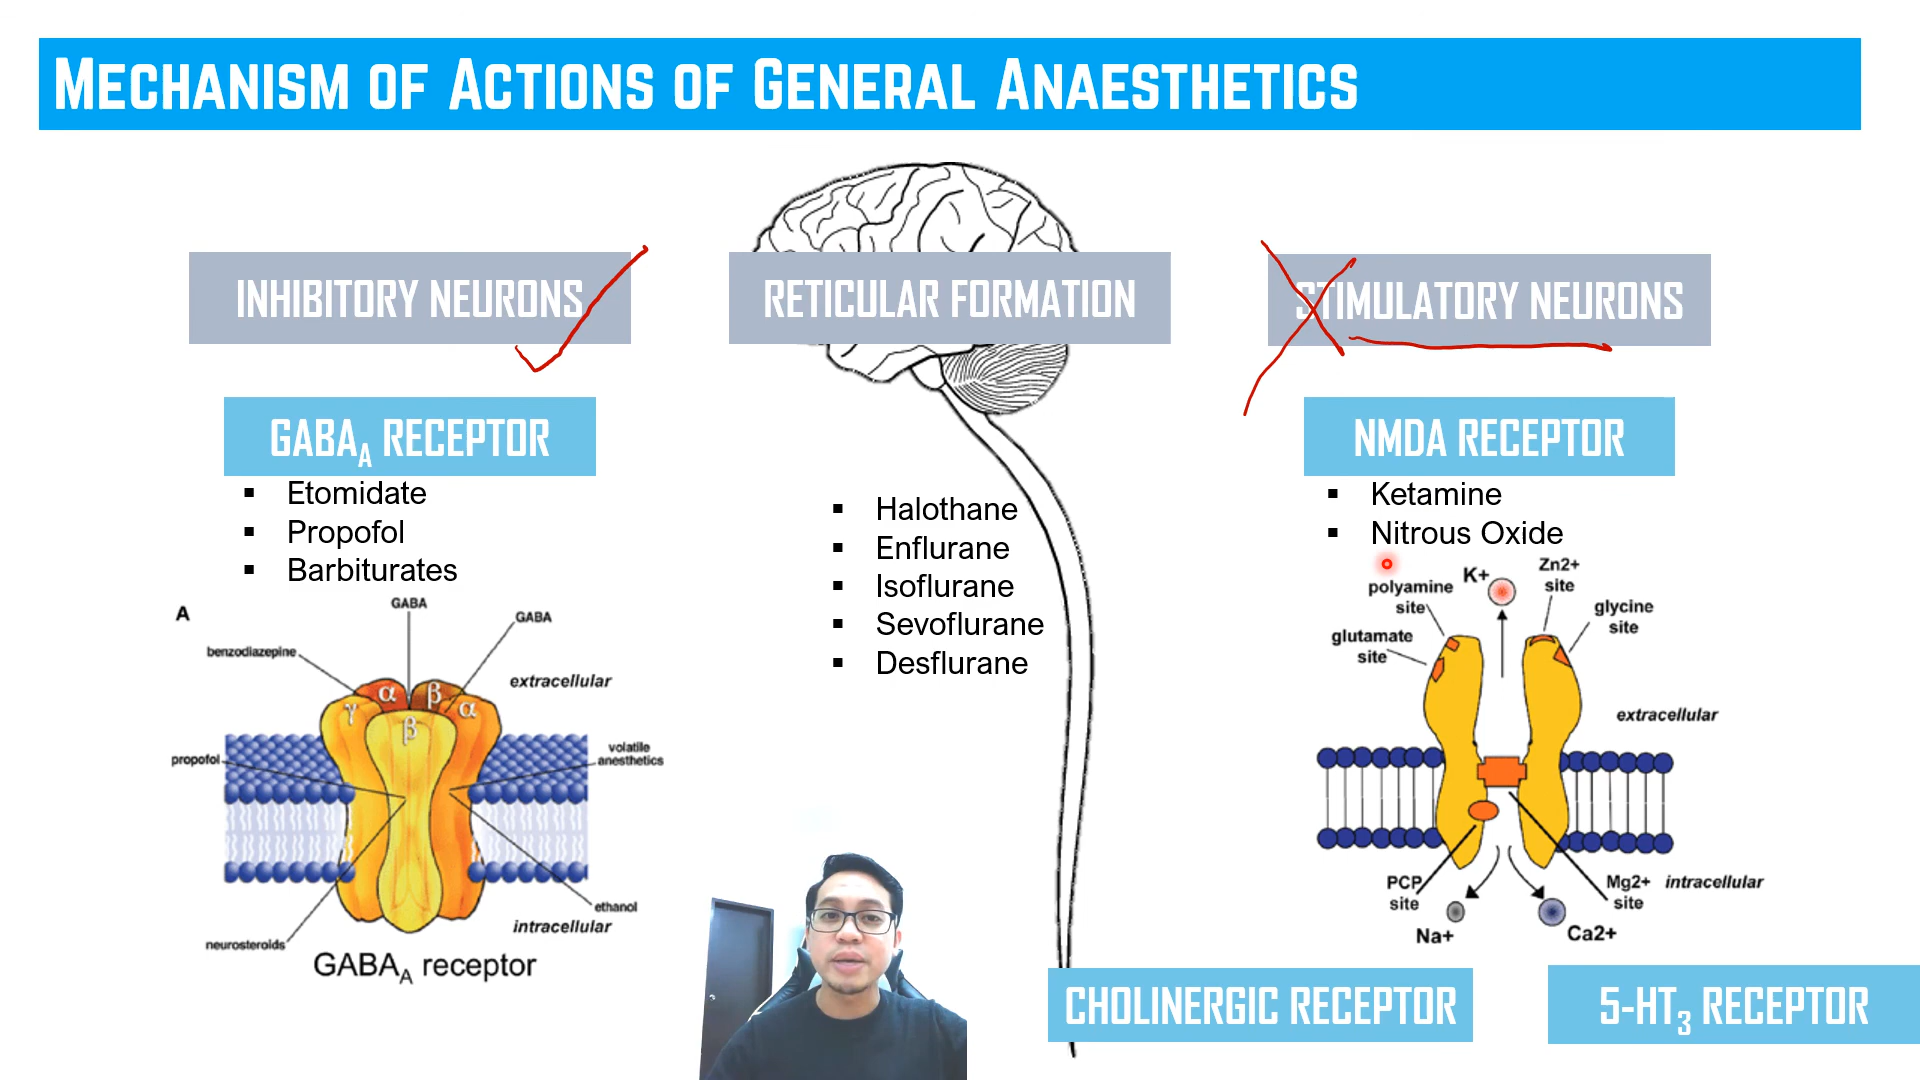 MECHANISM OF ACTIONS OF GENERAL ANAESTHETICS
INHIBITORY NEURONS
RETICULAR FORMATION
STIMULATORY NEURONS
GABAA RECEPTOR
▪ Etomidate
▪ Propofol
▪ Barbiturates
A
GABA
GABA
benzodiazepine
extracellular
α
β
γ
α
β
propofol
volatile
anesthetics
ethanol
intracellular
neurosteroids
GABAA receptor
▪ Halothane
▪ Enflurane
▪ Isoflurane
▪ Sevoflurane
▪ Desflurane
NMDA RECEPTOR
▪ Ketamine
▪ Nitrous Oxide
K+
Zn2+
site
polyamine
site
glycine
site
glutamate
site
extracellular
PCP
site
Mg2+
site
intracellular
Na+
Ca2+
CHOLINERGIC RECEPTOR
5-HT3 RECEPTOR